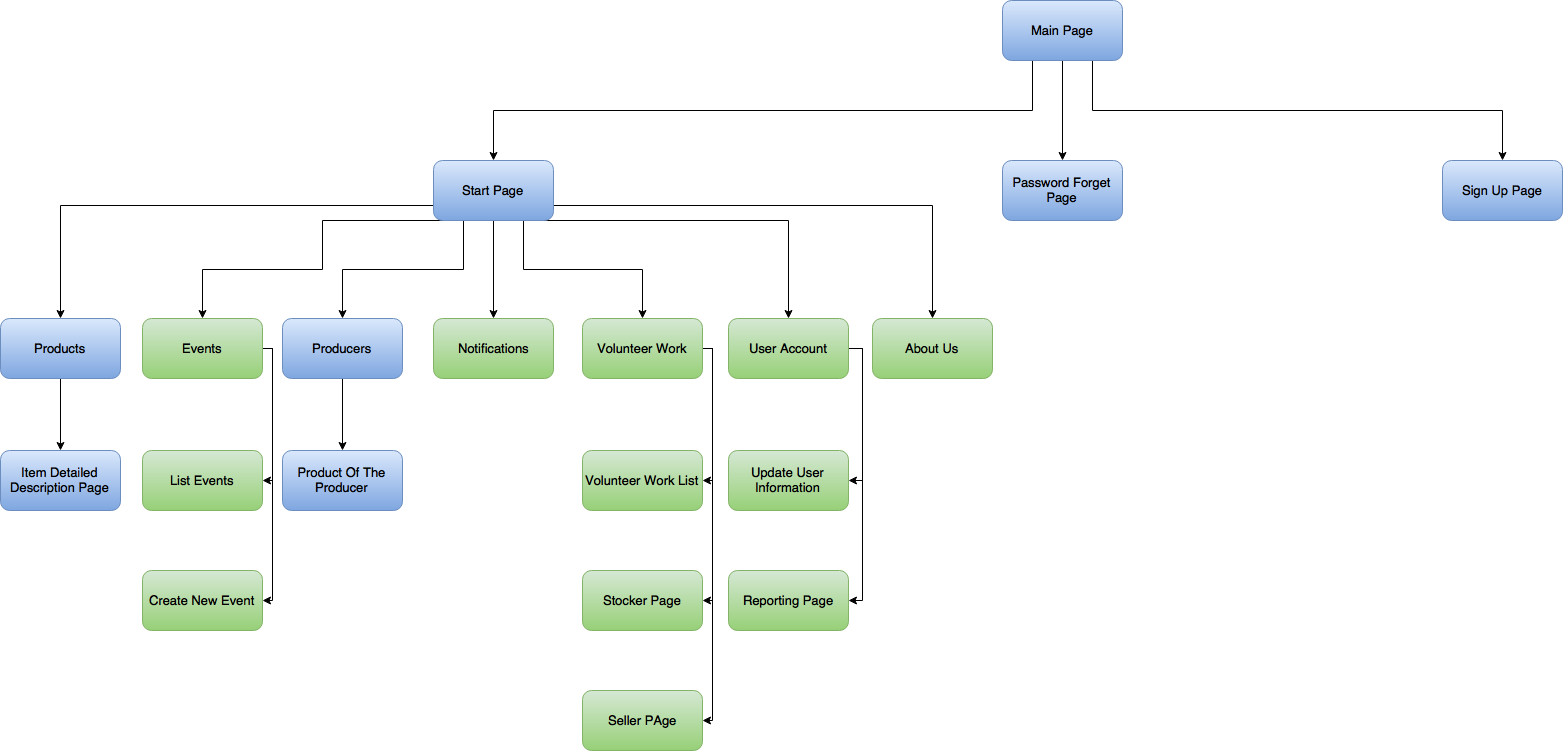 Main Page
Start Page
Password Forget
Page
Sign Up Page
Products
Events
Producers
Notifications
Volunteer Work
User Account
About Us
Item Detailed
Description Page
List Events
Product Of The
Producer
Volunteer Work List
Update User
Information
Create New Event
Stocker Page
Reporting Page
Seller PAge